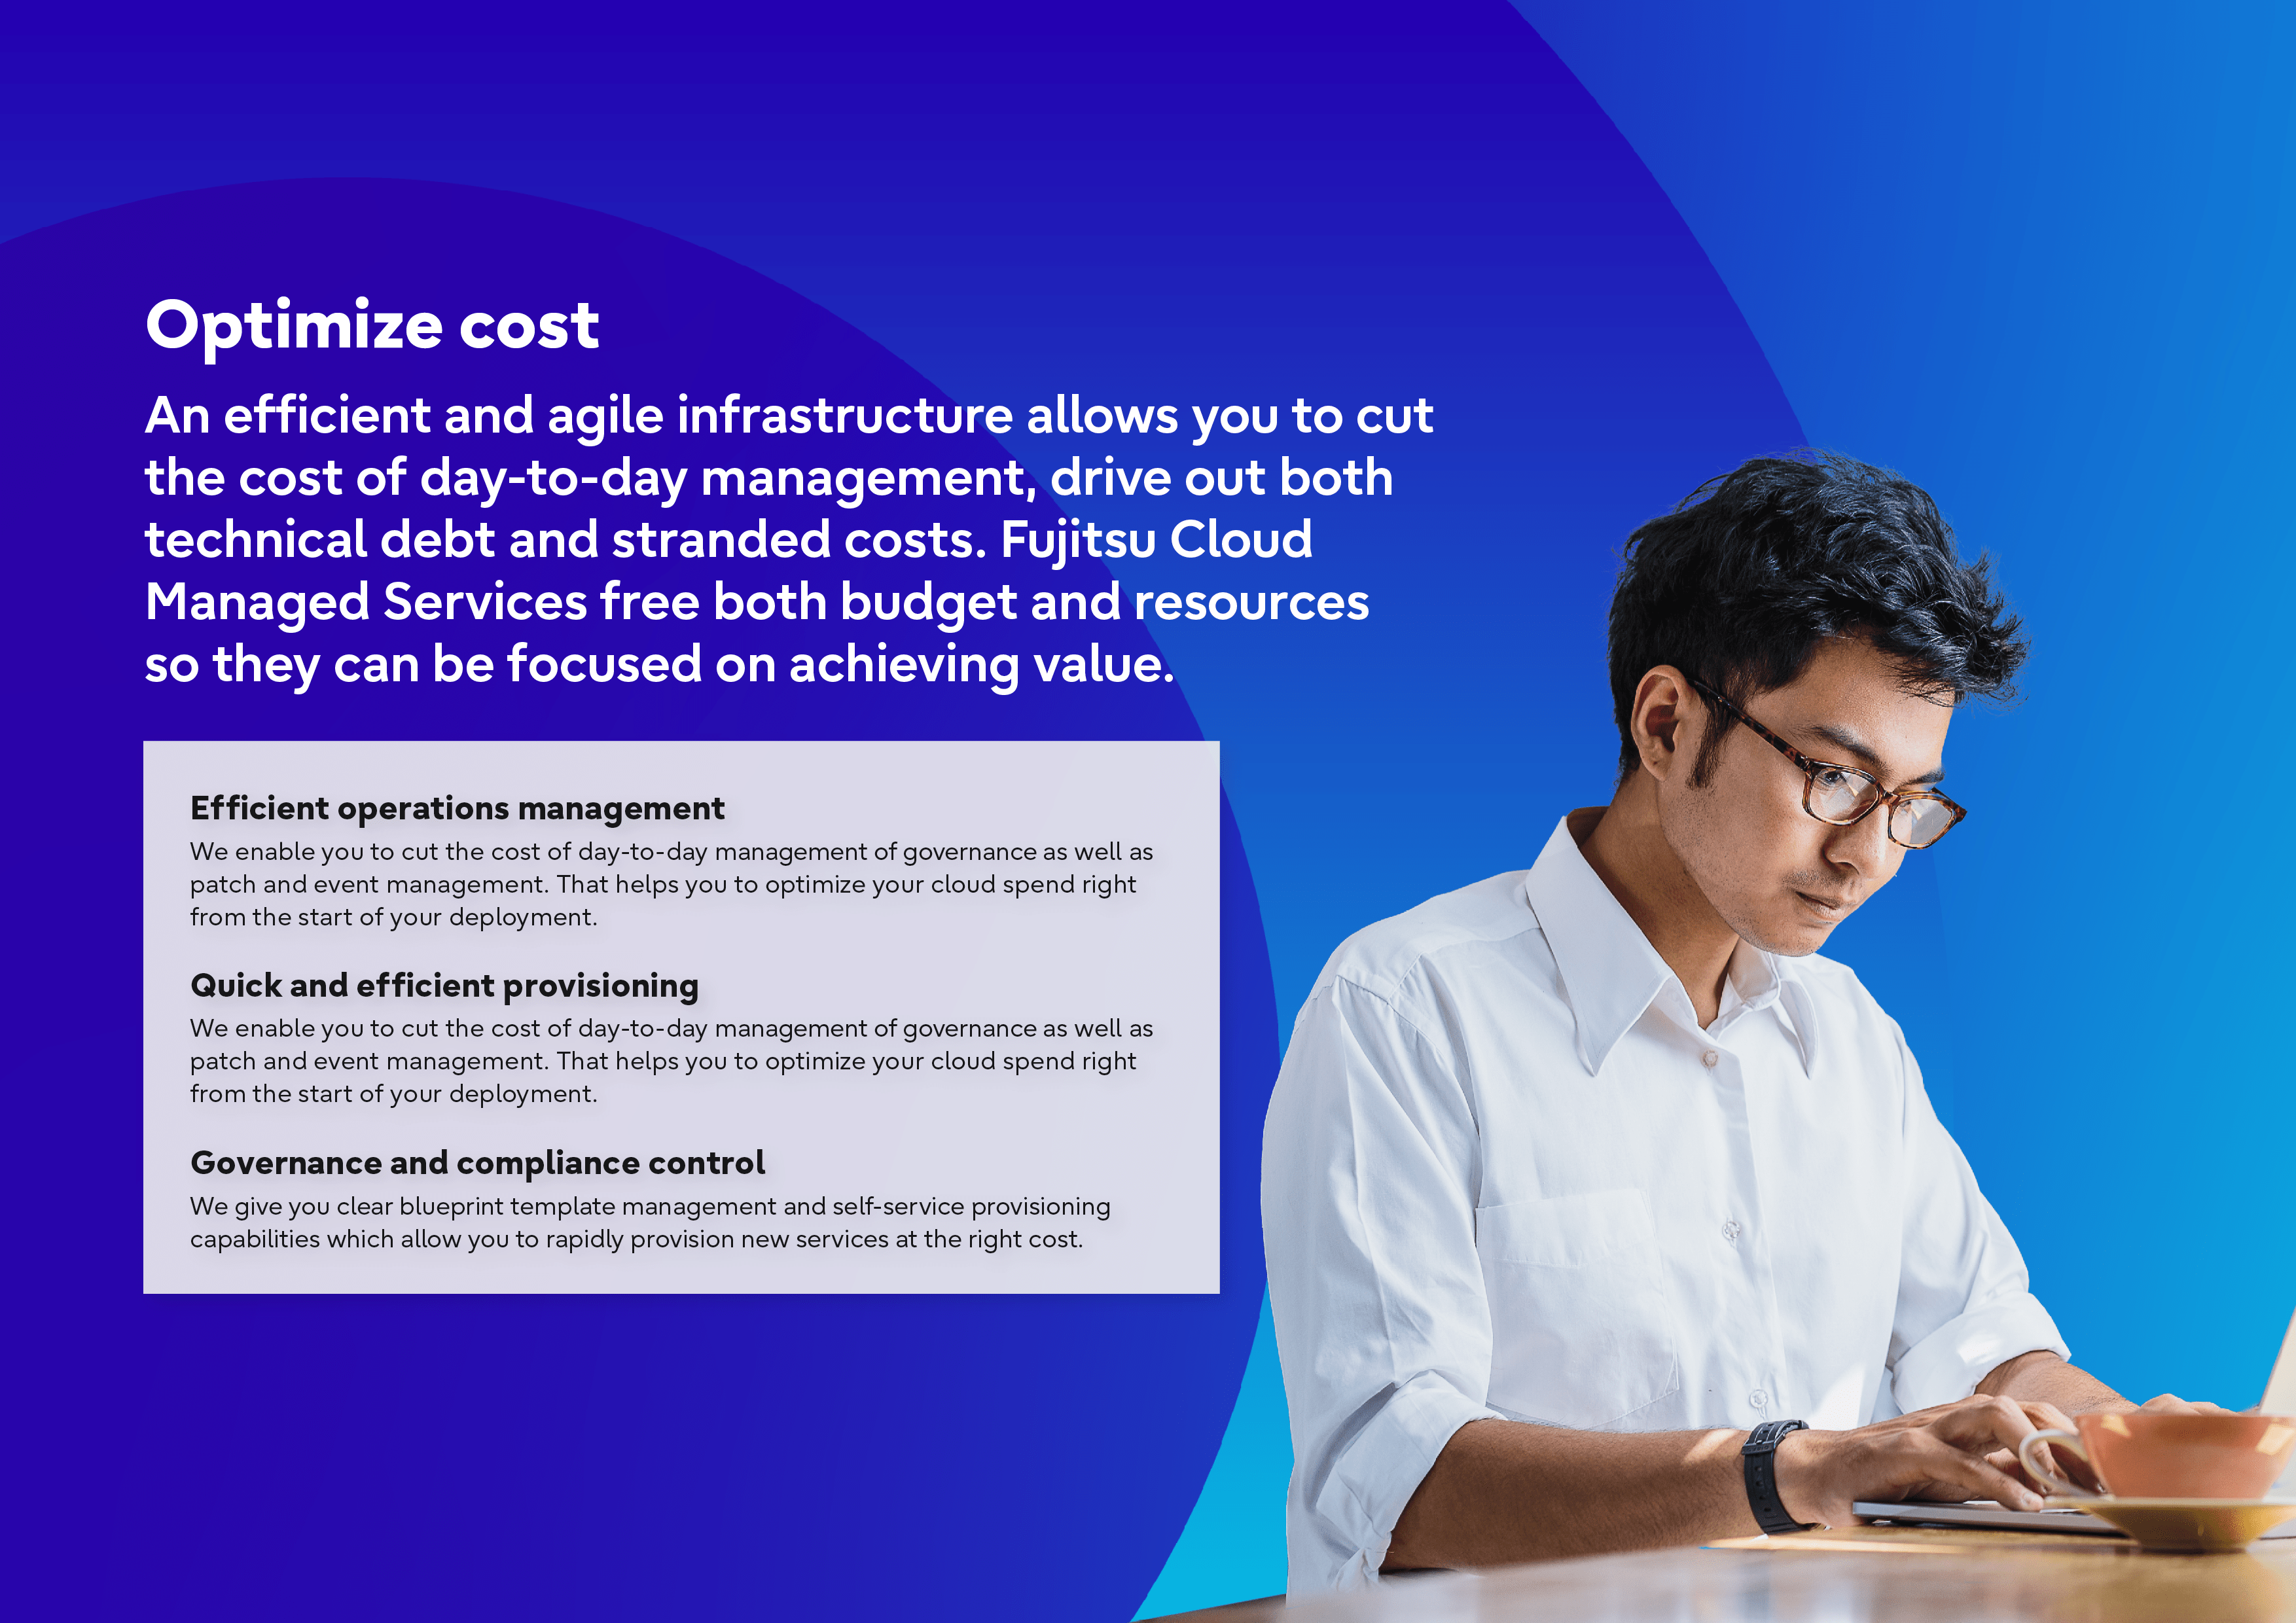 Optimize cost
An efficient and agile infrastructure allows you to cut
the cost of day-to-day management, drive out both
technical debt and stranded costs. Fujitsu Cloud
Managed Services free both budget and resources
so they can be focused on achieving value.
Efficient operations management
We enable you to cut the cost of day-to-day management of governance as well as
patch and event management. That helps you to optimize your cloud spend right
from the start of your deployment.
Quick and efficient provisioning
We enable you to cut the cost of day-to-day management of governance as well as
patch and event management. That helps you to optimize your cloud spend right
from the start of your deployment.
Governance and compliance control
We give you clear blueprint template management and self-service provisioning
capabilities which allow you to rapidly provision new services at the right cost.